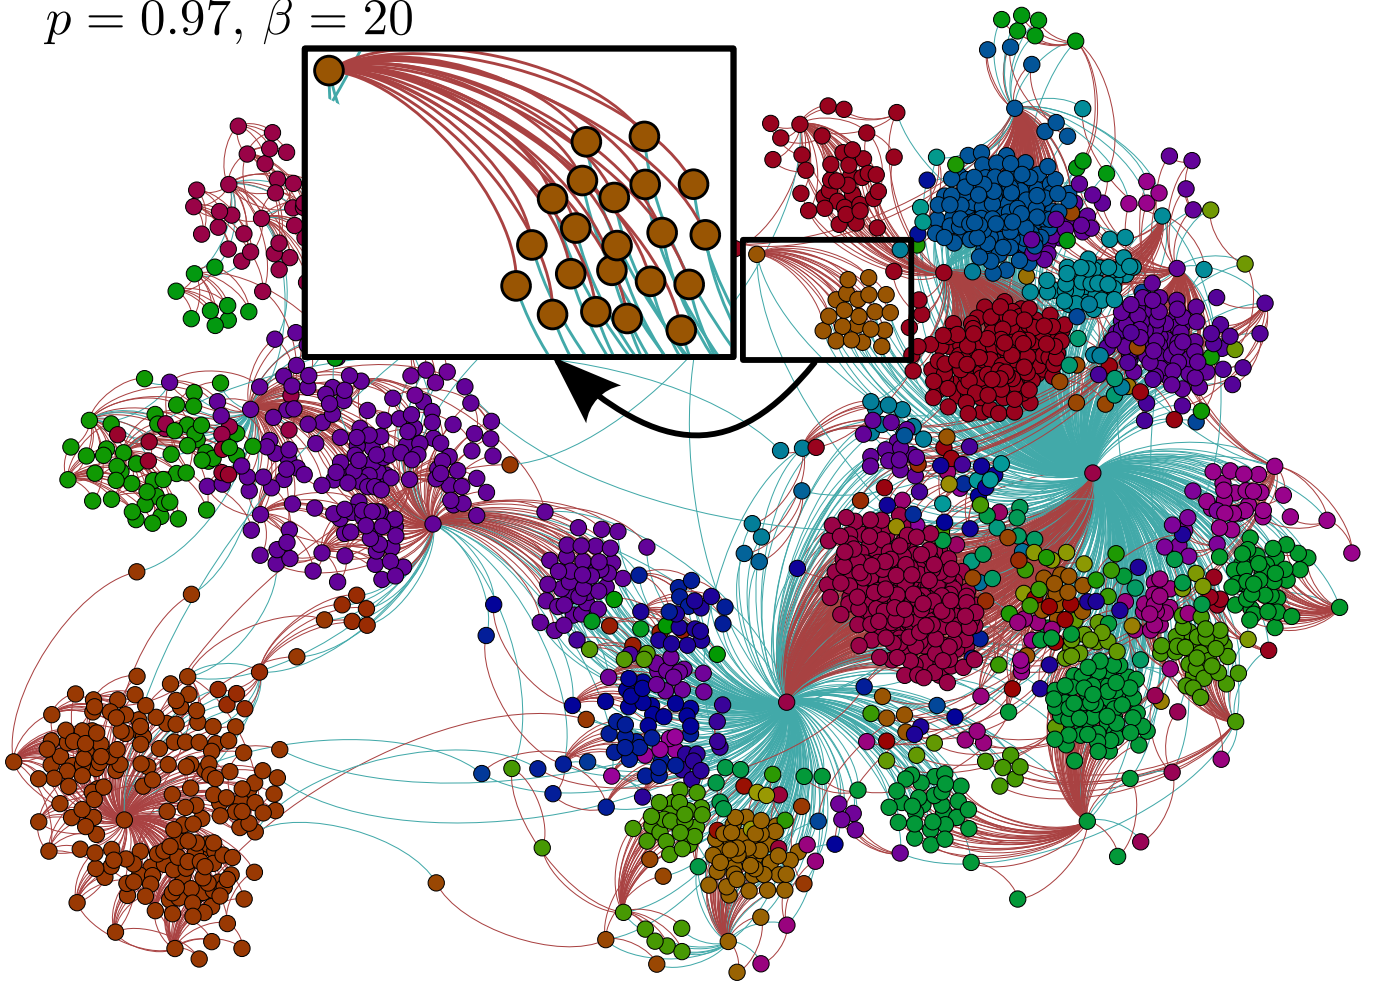 p = 0.97, β = 20